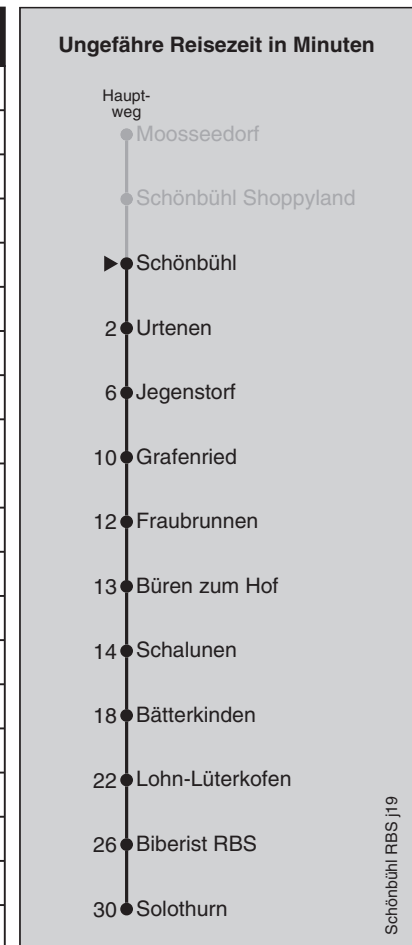 Ungefähre Reisezeit in Minuten
Haupt-
weg
Moosseedorf
Schönbühl Shoppyland
Schönbühl
2 Urtenen
6 Jegenstorf
10 Grafenried
12 Fraubrunnen
13 Büren zum Hof
14 Schalunen
18 Bätterkinden
22 Lohn-Lüterkofen
26 Biberist RBS
30 Solothurn
Schönbühl RBS j19